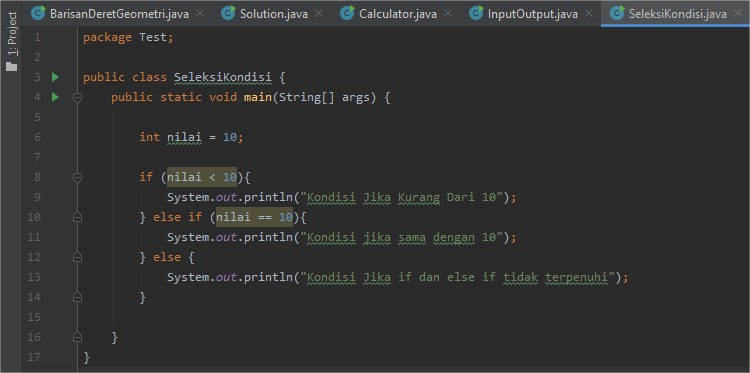 BarisanDeretGeometri.java × Solution.java × Calculator.java × InputOutput.java × SeleksiKondisi.java ×
1: Project
1 package Test;
2
3 public class SeleksiKondisi {
4 public static void main(String[] args) {
5
6 int nilai = 10;
7
8 if (nilai < 10){
9 System.out.println("Kondisi Jika Kurang Dari 10");
10 } else if (nilai == 10){
11 System.out.println("Kondisi jika sama dengan 10");
12 } else {
13 System.out.println("Kondisi Jika if dan else if tidak terpenuhi");
14 }
15
16 }
17 }